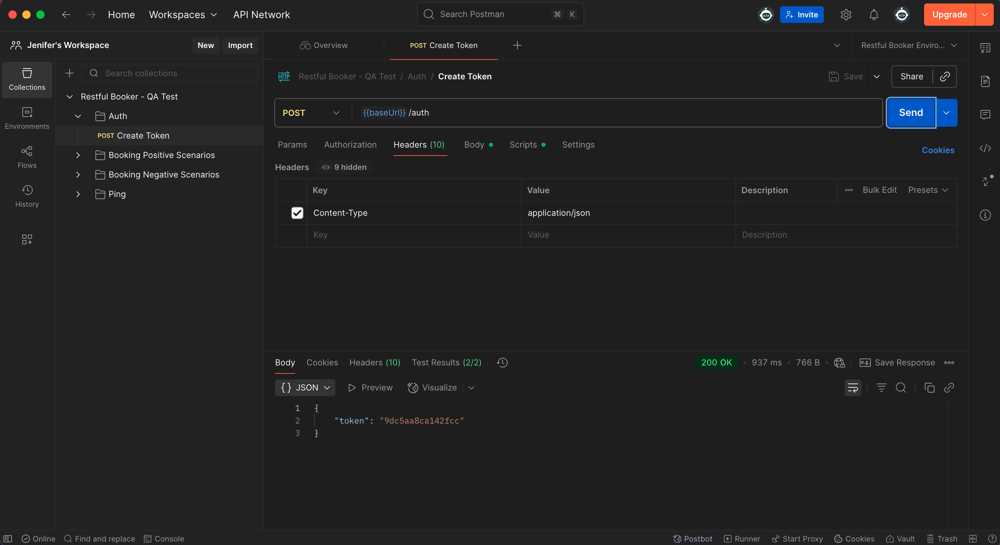 Home Workspaces API Network Search Postman ⌘ K Invite Upgrade
Jenifer's Workspace New Import
Overview POST Create Token Restful Booker Enviro...
Collections
Environments
Flows
History
Search collections
Restful Booker - QA Test
Auth
POST Create Token
Booking Positive Scenarios
Booking Negative Scenarios
Ping
HTTP Restful Booker - QA Test / Auth / Create Token Save Share
POST {{baseUrl}} /auth Send
Params Authorization Headers (10) Body Scripts Settings Cookies
Headers 9 hidden
Key Value Description Bulk Edit Presets
Content-Type application/json
Key Value Description
Body Cookies Headers (10) Test Results (2/2) 200 OK • 937 ms • 766 B • e.g. Save Response
{} JSON Preview Visualize
1 {
2 "token": "9dc5aa8ca142fcc"
3 }
Online Find and replace Console Postbot Runner Start Proxy Cookies Vault Trash